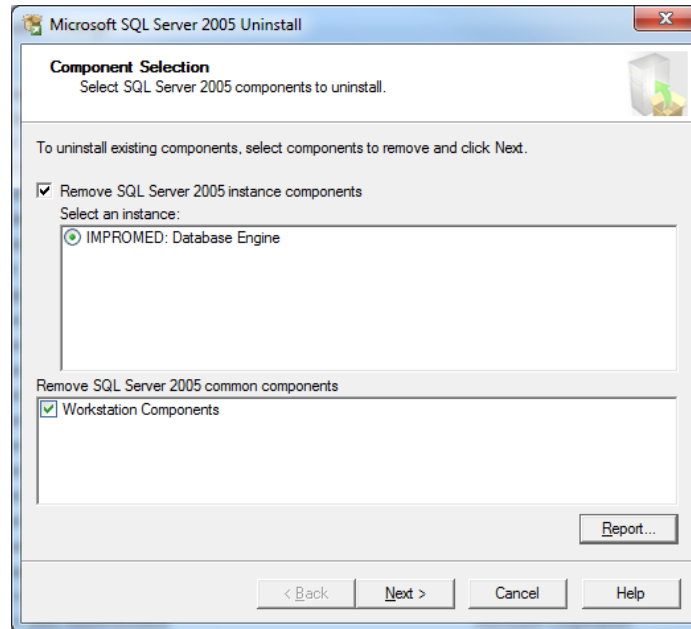 Microsoft SQL Server 2005 Uninstall
Component Selection
Select SQL Server 2005 components to uninstall.
To uninstall existing components, select components to remove and click Next.
Remove SQL Server 2005 instance components
Select an instance:
IMPROMED: Database Engine
Remove SQL Server 2005 common components
Workstation Components
Report...
< Back
Next >
Cancel
Help